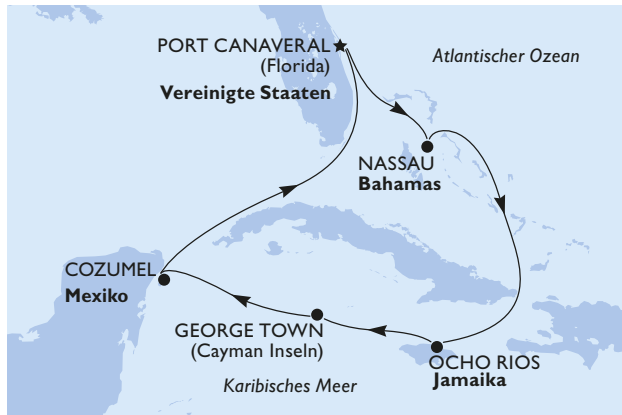 PORT CANAVERAL
(Florida)
Vereinigte Staaten
Atlantischer Ozean
NASSAU
Bahamas
COZUMEL
Mexiko
GEORGE TOWN
(Cayman Inseln)
OCHO RIOS
Jamaika
Karibisches Meer